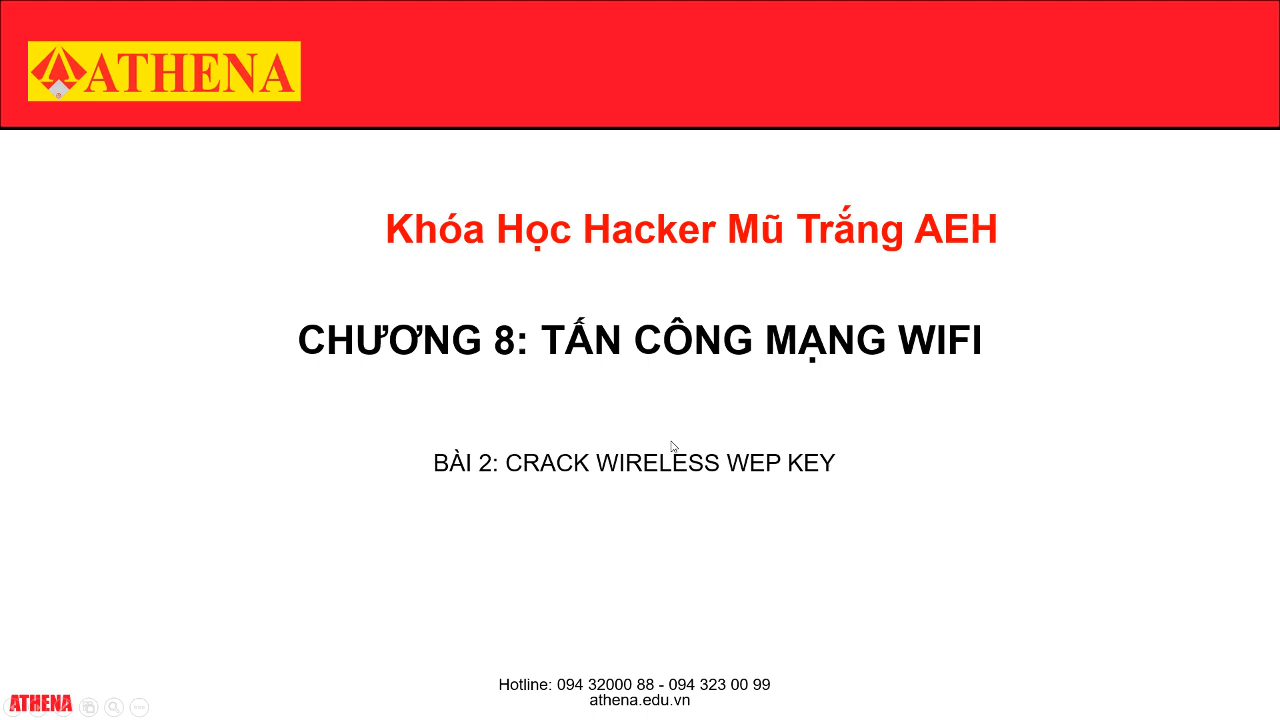 ATHENA
Khóa Học Hacker Mũ Trắng AEH
CHƯƠNG 8: TẤN CÔNG MẠNG WIFI
BÀI 2: CRACK WIRELESS WEP KEY
Hotline: 094 32000 88 - 094 323 00 99
athena.edu.vn
ATHENA